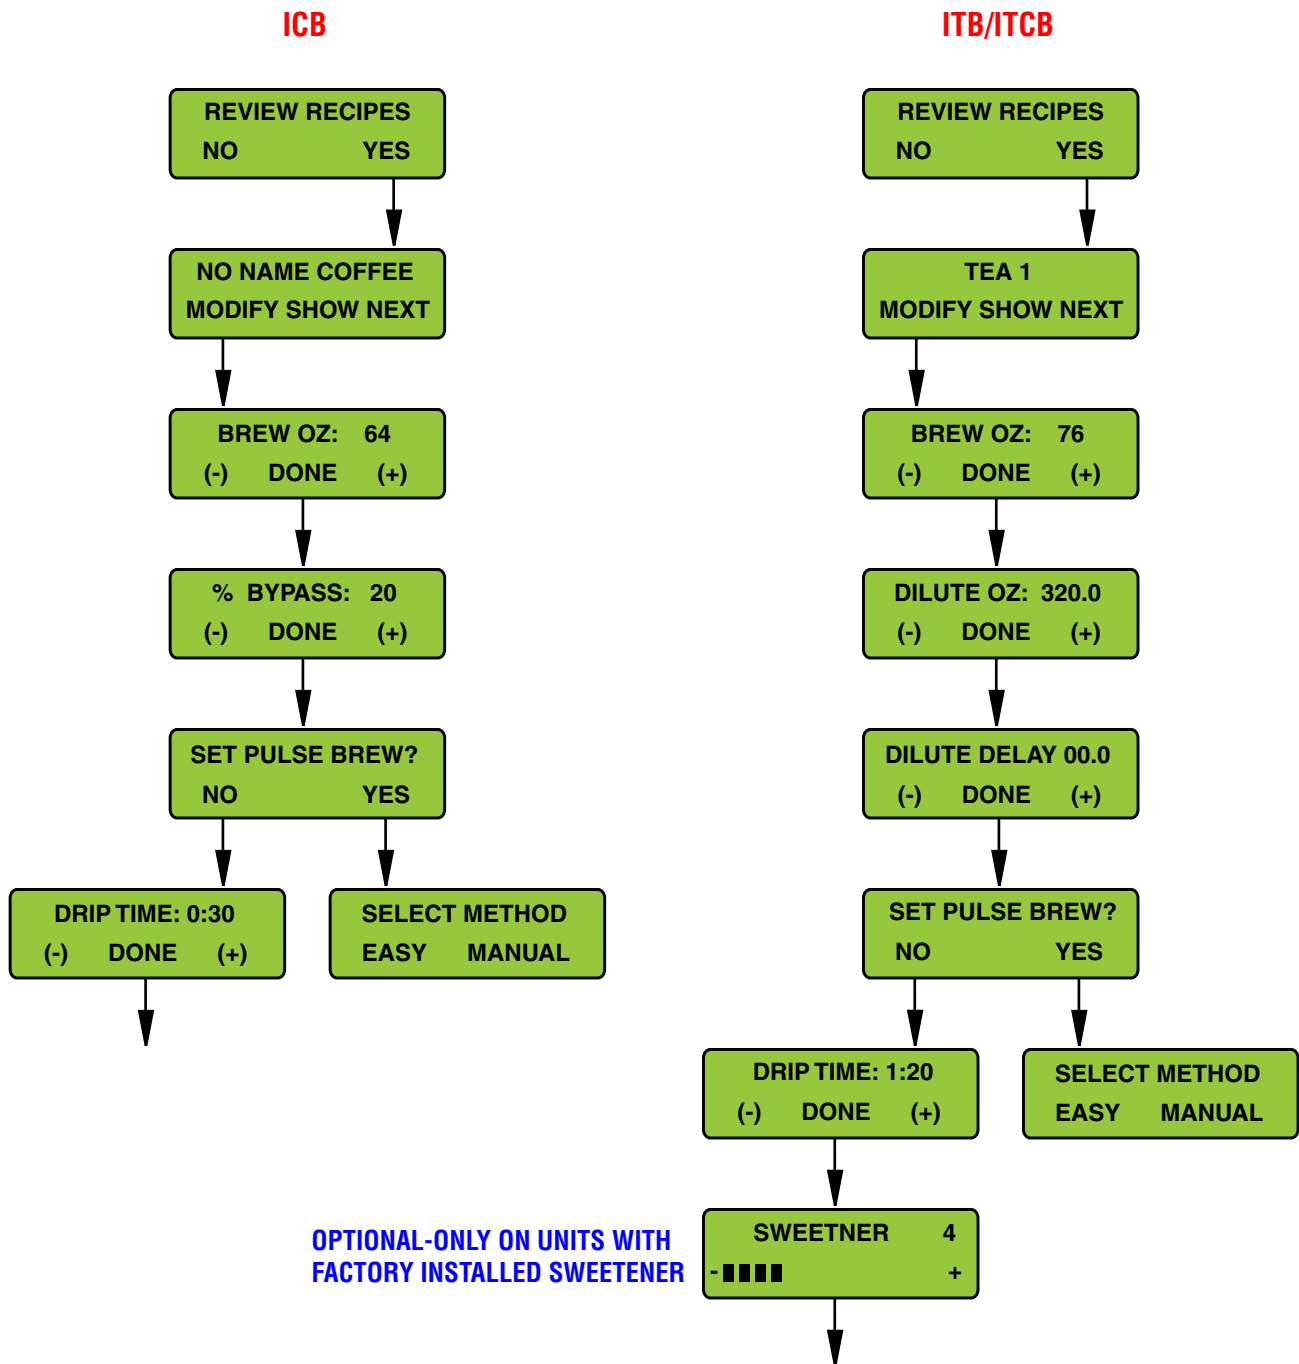 ICB
REVIEW RECIPES
NO YES
NO NAME COFFEE
MODIFY SHOW NEXT
BREW OZ: 64
(-) DONE (+)
% BYPASS: 20
(-) DONE (+)
SET PULSE BREW?
NO YES
DRIP TIME: 0:30
(-) DONE (+)
SELECT METHOD
EASY MANUAL
ITB/ITCB
REVIEW RECIPES
NO YES
TEA 1
MODIFY SHOW NEXT
BREW OZ: 76
(-) DONE (+)
DILUTE OZ: 320.0
(-) DONE (+)
DILUTE DELAY 00.0
(-) DONE (+)
SET PULSE BREW?
NO YES
DRIP TIME: 1:20
(-) DONE (+)
SELECT METHOD
EASY MANUAL
OPTIONAL-ONLY ON UNITS WITH
FACTORY INSTALLED SWEETENER
SWEETNER 4
- +